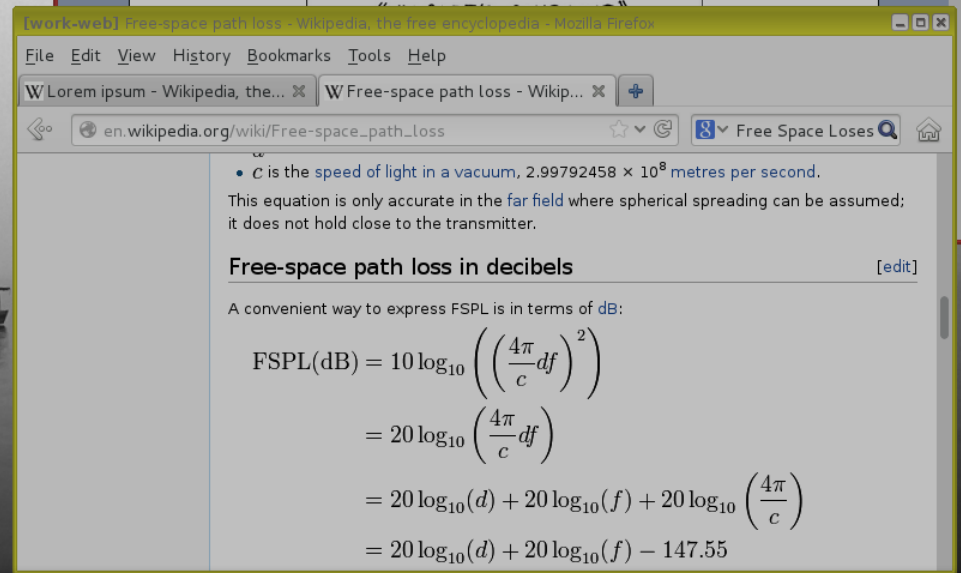 [work-web] Free-space path loss - Wikipedia, the free encyclopedia - Mozilla Firefox
File Edit View History Bookmarks Tools Help
W Lorem ipsum - Wikipedia, the... W Free-space path loss - Wikip...
en.wikipedia.org/wiki/Free-space_path_loss 8 Free Space Loses
• c is the speed of light in a vacuum, 2.99792458 × 10⁸ metres per second.
This equation is only accurate in the far field where spherical spreading can be assumed;
it does not hold close to the transmitter.
Free-space path loss in decibels [edit]
A convenient way to express FSPL is in terms of dB:
FSPL(dB) = 10 log₁₀ ((4π/c df)²)
= 20 log₁₀ (4π/c df)
= 20 log₁₀(d) + 20 log₁₀(f) + 20 log₁₀ (4π/c)
= 20 log₁₀(d) + 20 log₁₀(f) − 147.55